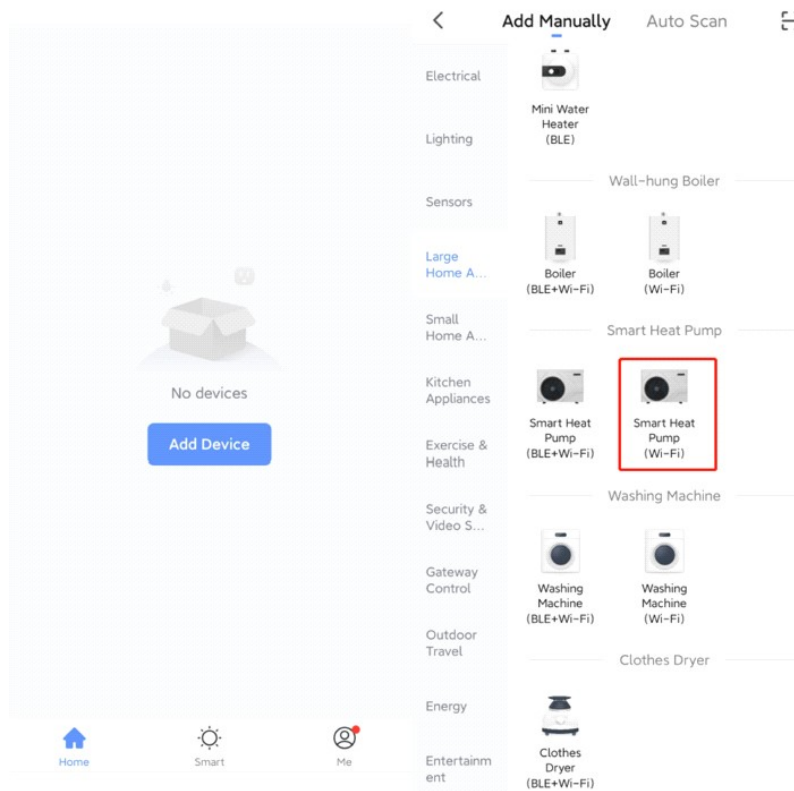 No devices
Add Device
Home
Smart
Me
Add Manually
Auto Scan
Electrical
Lighting
Sensors
Large
Home A...
Small
Home A...
Kitchen
Appliances
Exercise &
Health
Security &
Video S...
Gateway
Control
Outdoor
Travel
Energy
Entertainm
ent
Mini Water
Heater
(BLE)
Wall-hung Boiler
Boiler
(BLE+Wi-Fi)
Boiler
(Wi-Fi)
Smart Heat Pump
Smart Heat
Pump
(BLE+Wi-Fi)
Smart Heat
Pump
(Wi-Fi)
Washing Machine
Washing
Machine
(BLE+Wi-Fi)
Washing
Machine
(Wi-Fi)
Clothes Dryer
Clothes
Dryer
(BLE+Wi-Fi)